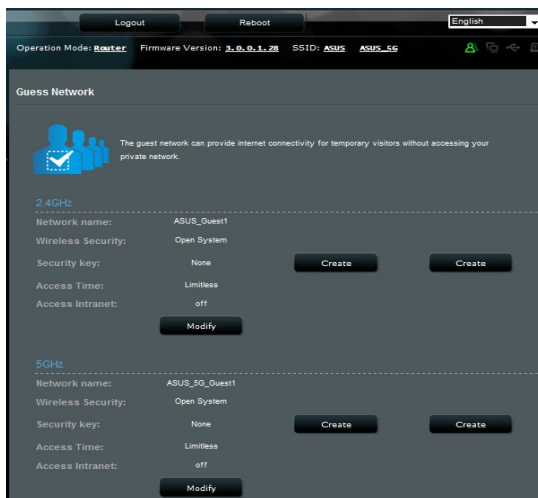 Logout Reboot English
Operation Mode: Router Firmware Version: 3.0.0.1.28 SSID: ASUS ASUS_5G
Guess Network
The guest network can provide internet connectivity for temporary visitors without accessing your
private network.
2.4GHz
Network name: ASUS_Guest1
Wireless Security: Open System
Security key: None Create Create
Access Time: Limitless
Access Intranet: off
Modify
5GHz
Network name: ASUS_5G_Guest1
Wireless Security: Open System
Security key: None Create Create
Access Time: Limitless
Access Intranet: off
Modify